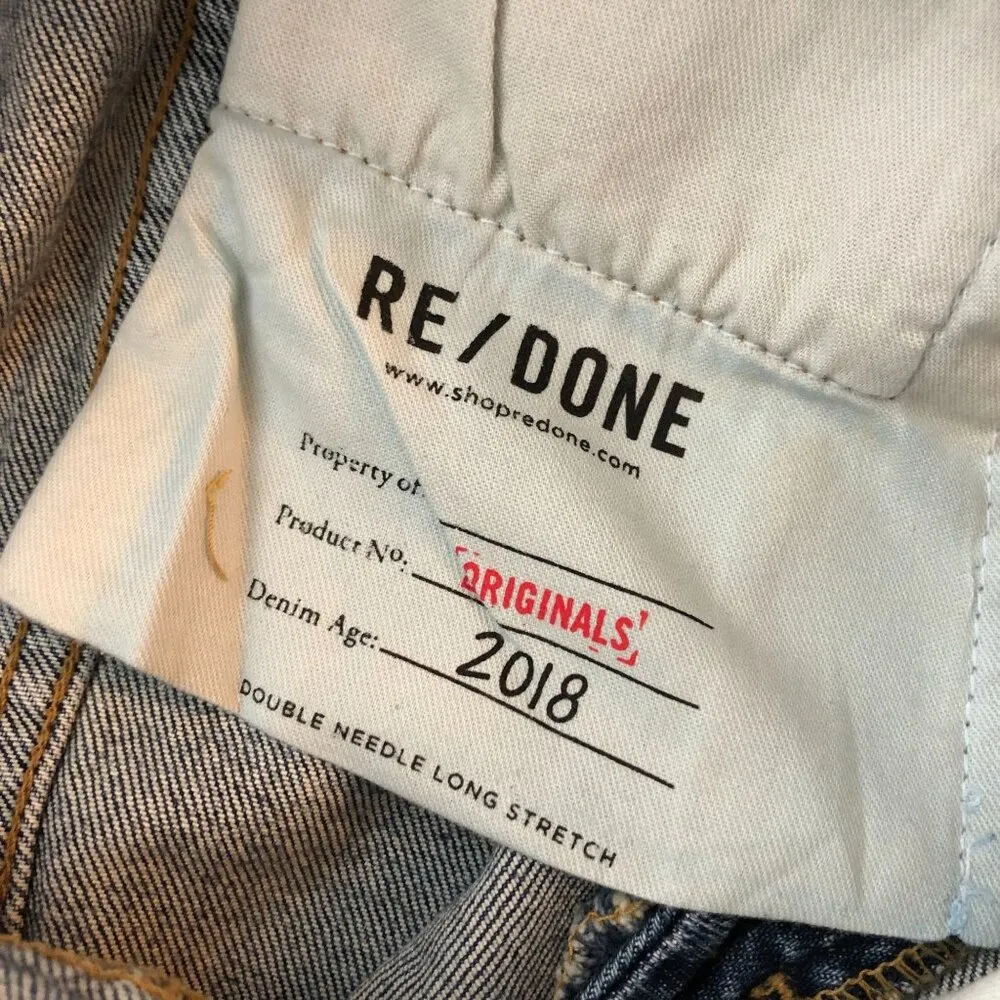 RE/DONE
www.shopredone.com
Property of:
Product Nº: ORIGINALS
Denim Age: 2018
DOUBLE NEEDLE LONG STRETCH